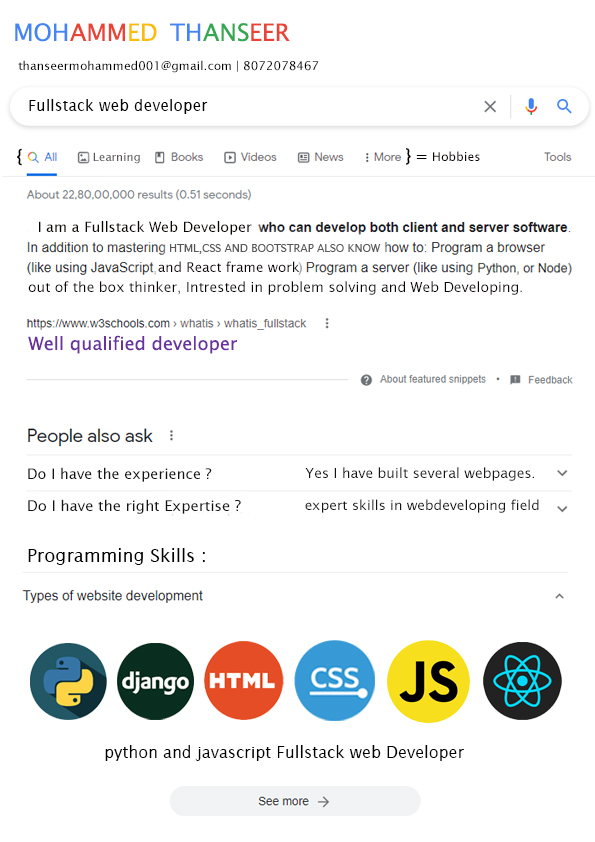 MOHAMMED THANSEER
thanseermohammed001@gmail.com | 8072078467
Fullstack web developer
{ All Learning Books Videos News More } = Hobbies Tools
About 22,80,00,000 results (0.51 seconds)
I am a Fullstack Web Developer who can develop both client and server software.
In addition to mastering HTML,CSS AND BOOTSTRAP ALSO KNOW how to: Program a browser
(like using JavaScript,and React frame work) Program a server (like using Python, or Node)
out of the box thinker, Intrested in problem solving and Web Developing.
https://www.w3schools.com › whatis › whatis_fullstack
Well qualified developer
About featured snippets • Feedback
People also ask
Do I have the experience ? Yes I have built several webpages.
Do I have the right Expertise ? expert skills in webdeveloping field
Programming Skills :
Types of website development
django HTML CSS JS
python and javascript Fullstack web Developer
See more →